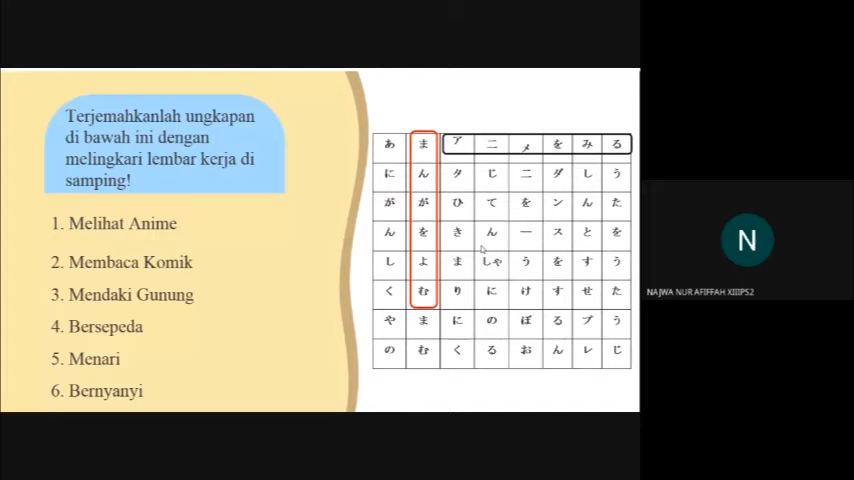 Terjemahkanlah ungkapan
di bawah ini dengan
melingkari lembar kerja di
samping!
1. Melihat Anime
2. Membaca Komik
3. Mendaki Gunung
4. Bersepeda
5. Menari
6. Bernyanyi
あ ま ア ニ メ を み る
に ん タ じ ニ ダ し う
が が ひ て を ン ん た
ん を き ん ー ス と を
し よ ま しゃ う を す う
く む り に け す せ た
や ま に の ぼ る プ う
の む く る お ん レ じ
N
NAJWA NUR AFIFFAH XIIIPS2